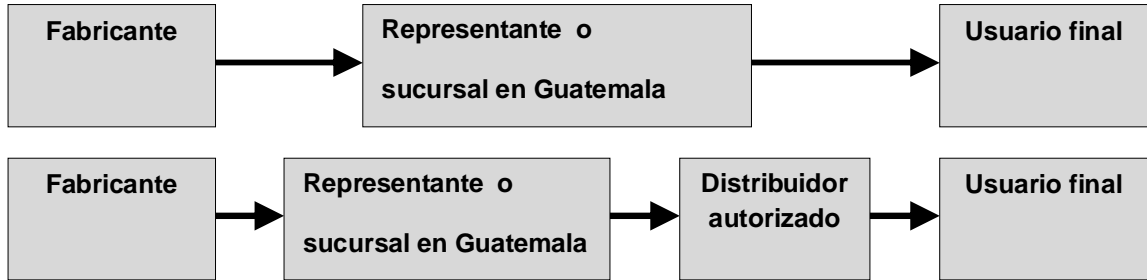 Fabricante
Representante o
sucursal en Guatemala
Usuario final
Fabricante
Representante o
sucursal en Guatemala
Distribuidor
autorizado
Usuario final